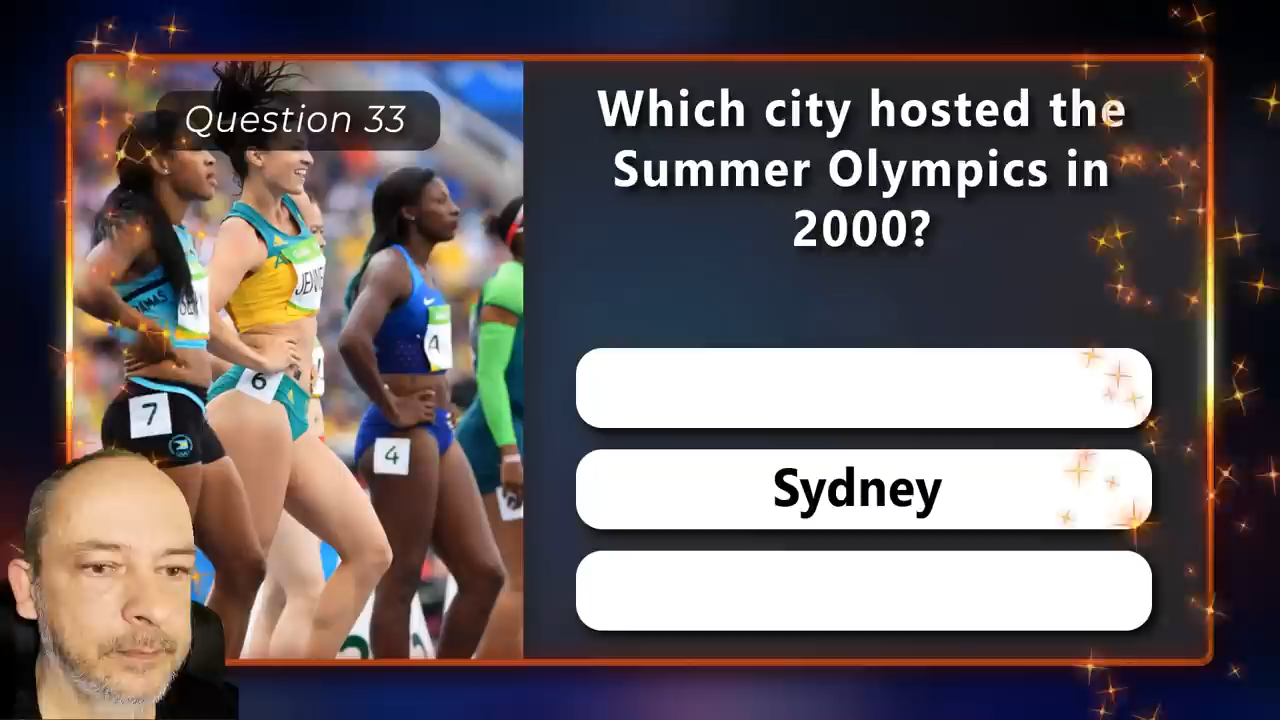 Question 33
Which city hosted the
Summer Olympics in
2000?
Sydney
7
6
4
4